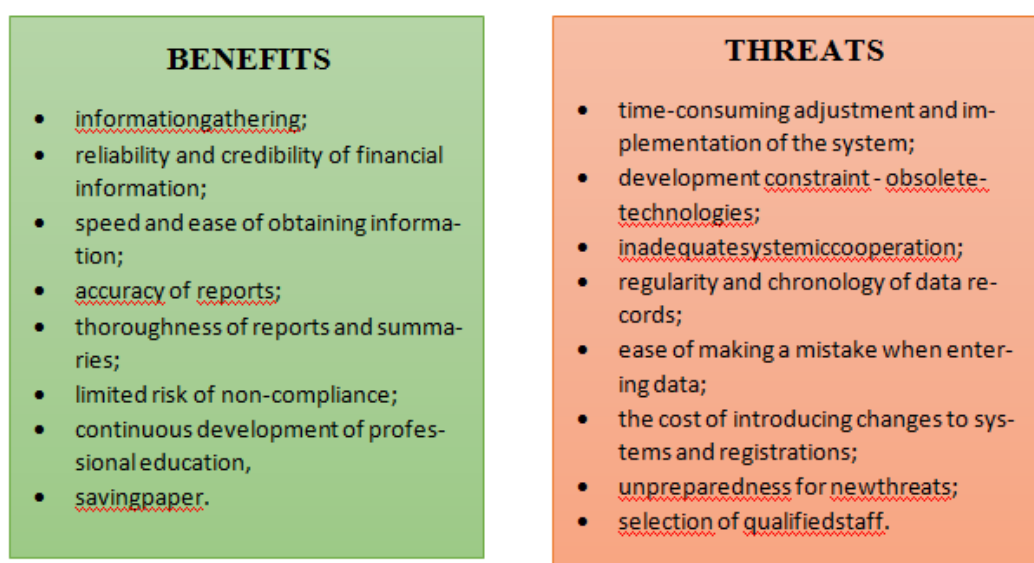 BENEFITS
• informationgathering;
• reliability and credibility of financial
information;
• speed and ease of obtaining informa-
tion;
• accuracy of reports;
• thoroughness of reports and summa-
ries;
• limited risk of non-compliance;
• continuous development of profes-
sional education,
• savingpaper.
THREATS
• time-consuming adjustment and im-
plementation of the system;
• development constraint - obsolete-
technologies;
• inadequatesystemiccooperation;
• regularity and chronology of data re-
cords;
• ease of making a mistake when enter-
ing data;
• the cost of introducing changes to sys-
tems and registrations;
• unpreparedness for newthreats;
• selection of qualifiedstaff.